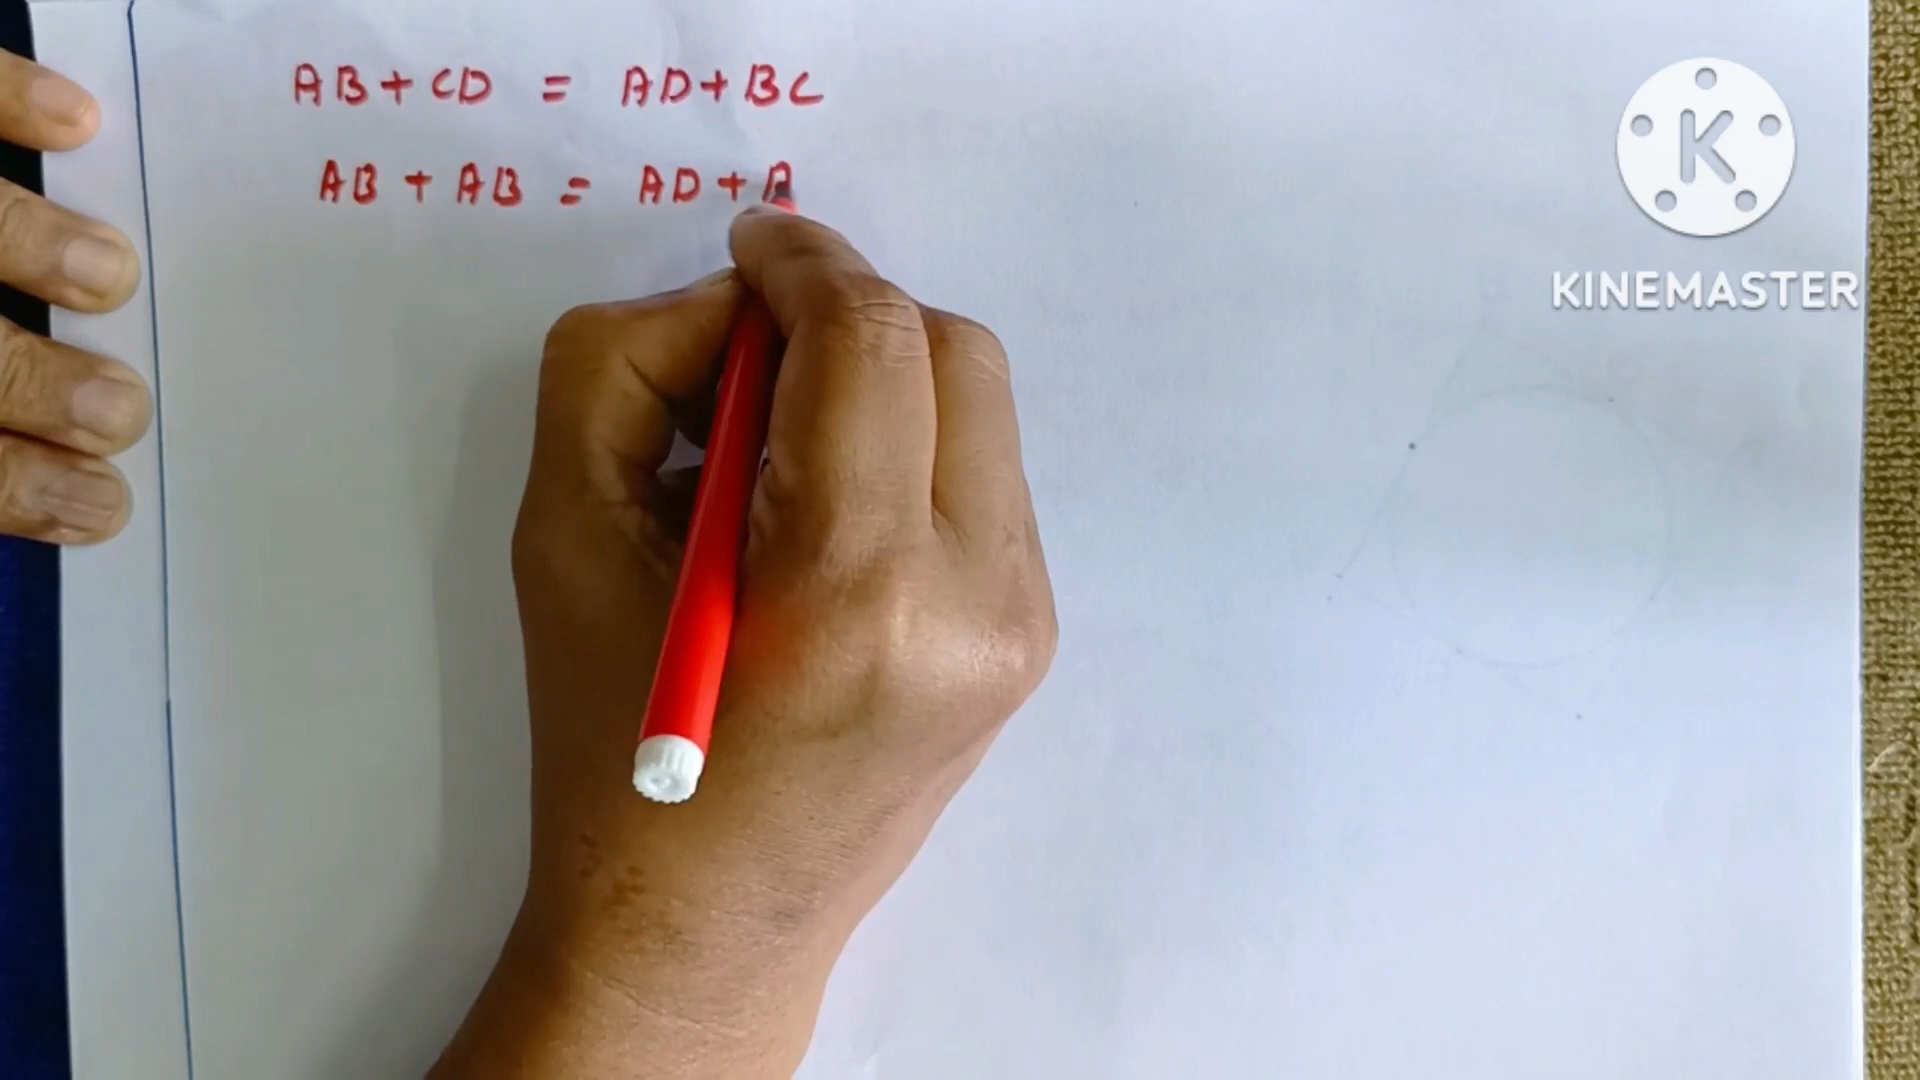 AB + CD = AD + BC
AB + AB = AD + A
K
KINEMASTER